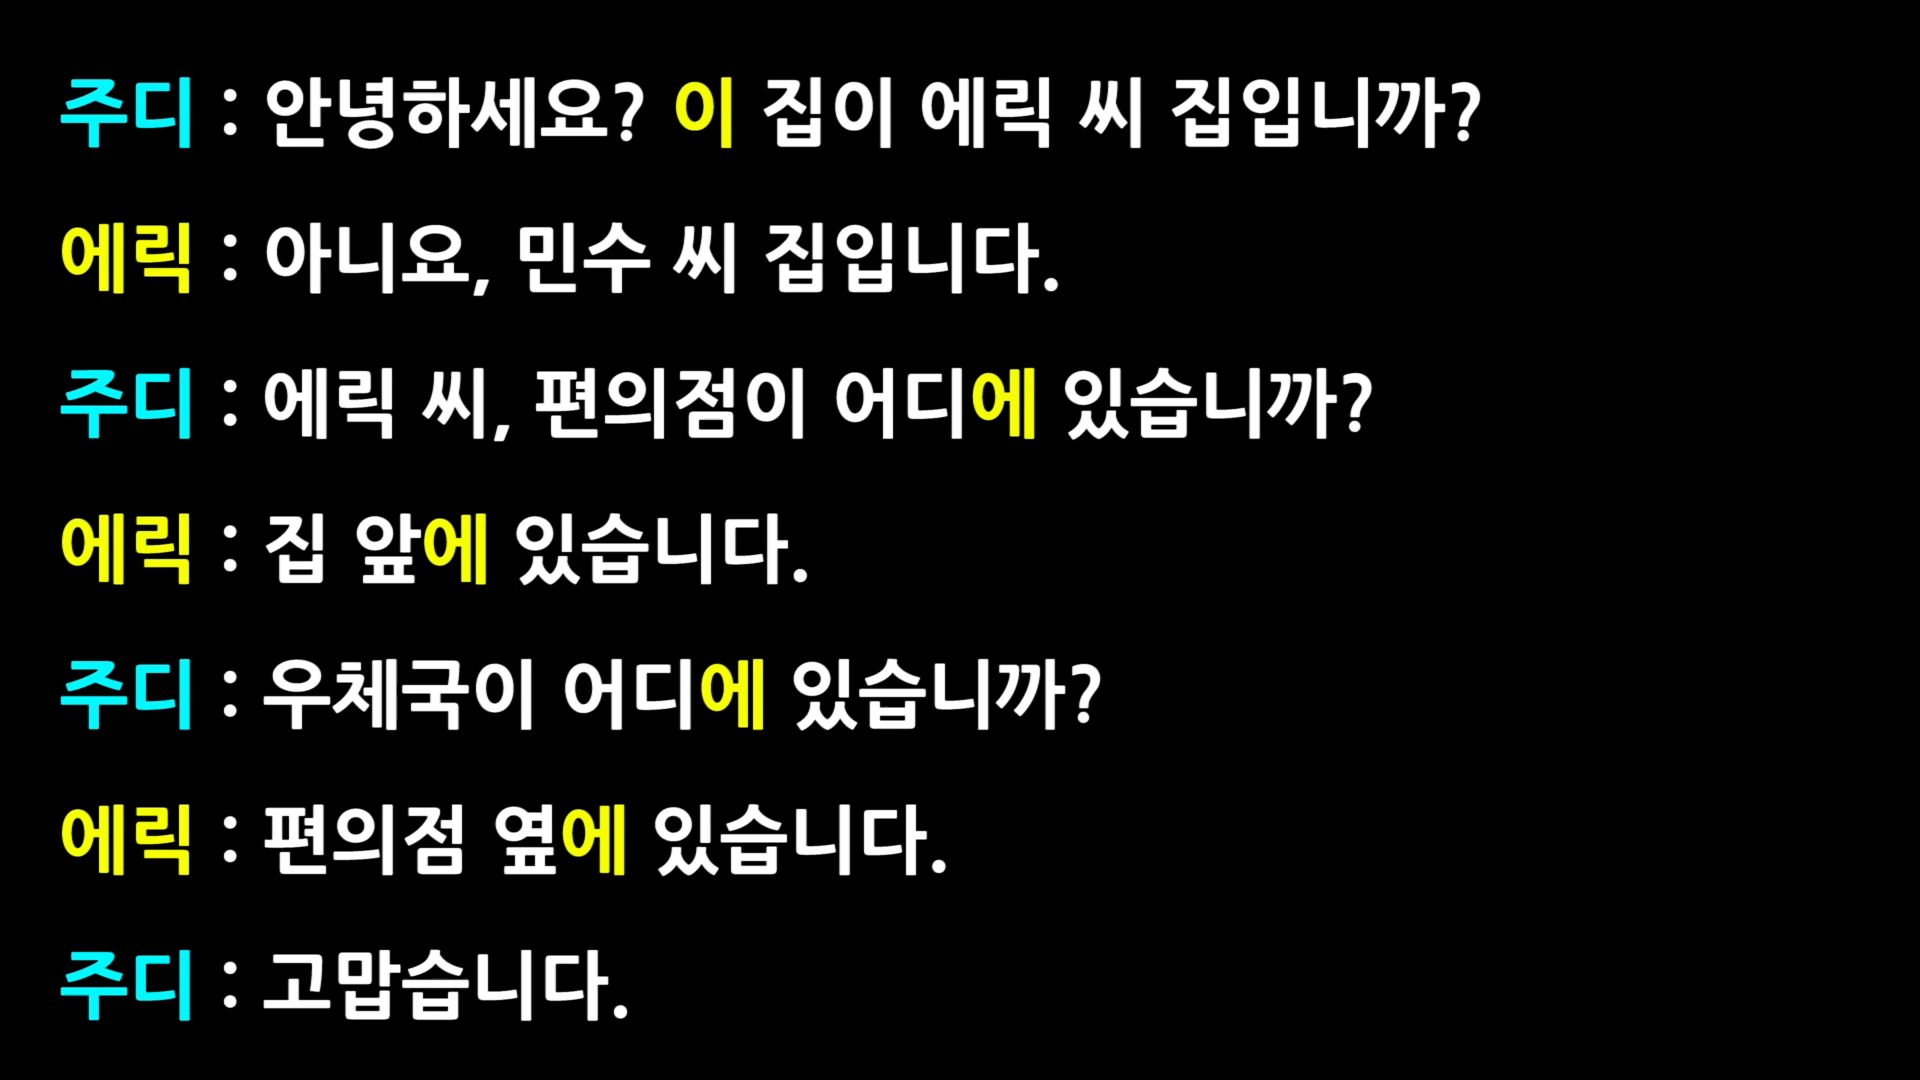 주디 : 안녕하세요? 이 집이 에릭 씨 집입니까?
에릭 : 아니요, 민수 씨 집입니다.
주디 : 에릭 씨, 편의점이 어디에 있습니까?
에릭 : 집 앞에 있습니다.
주디 : 우체국이 어디에 있습니까?
에릭 : 편의점 옆에 있습니다.
주디 : 고맙습니다.